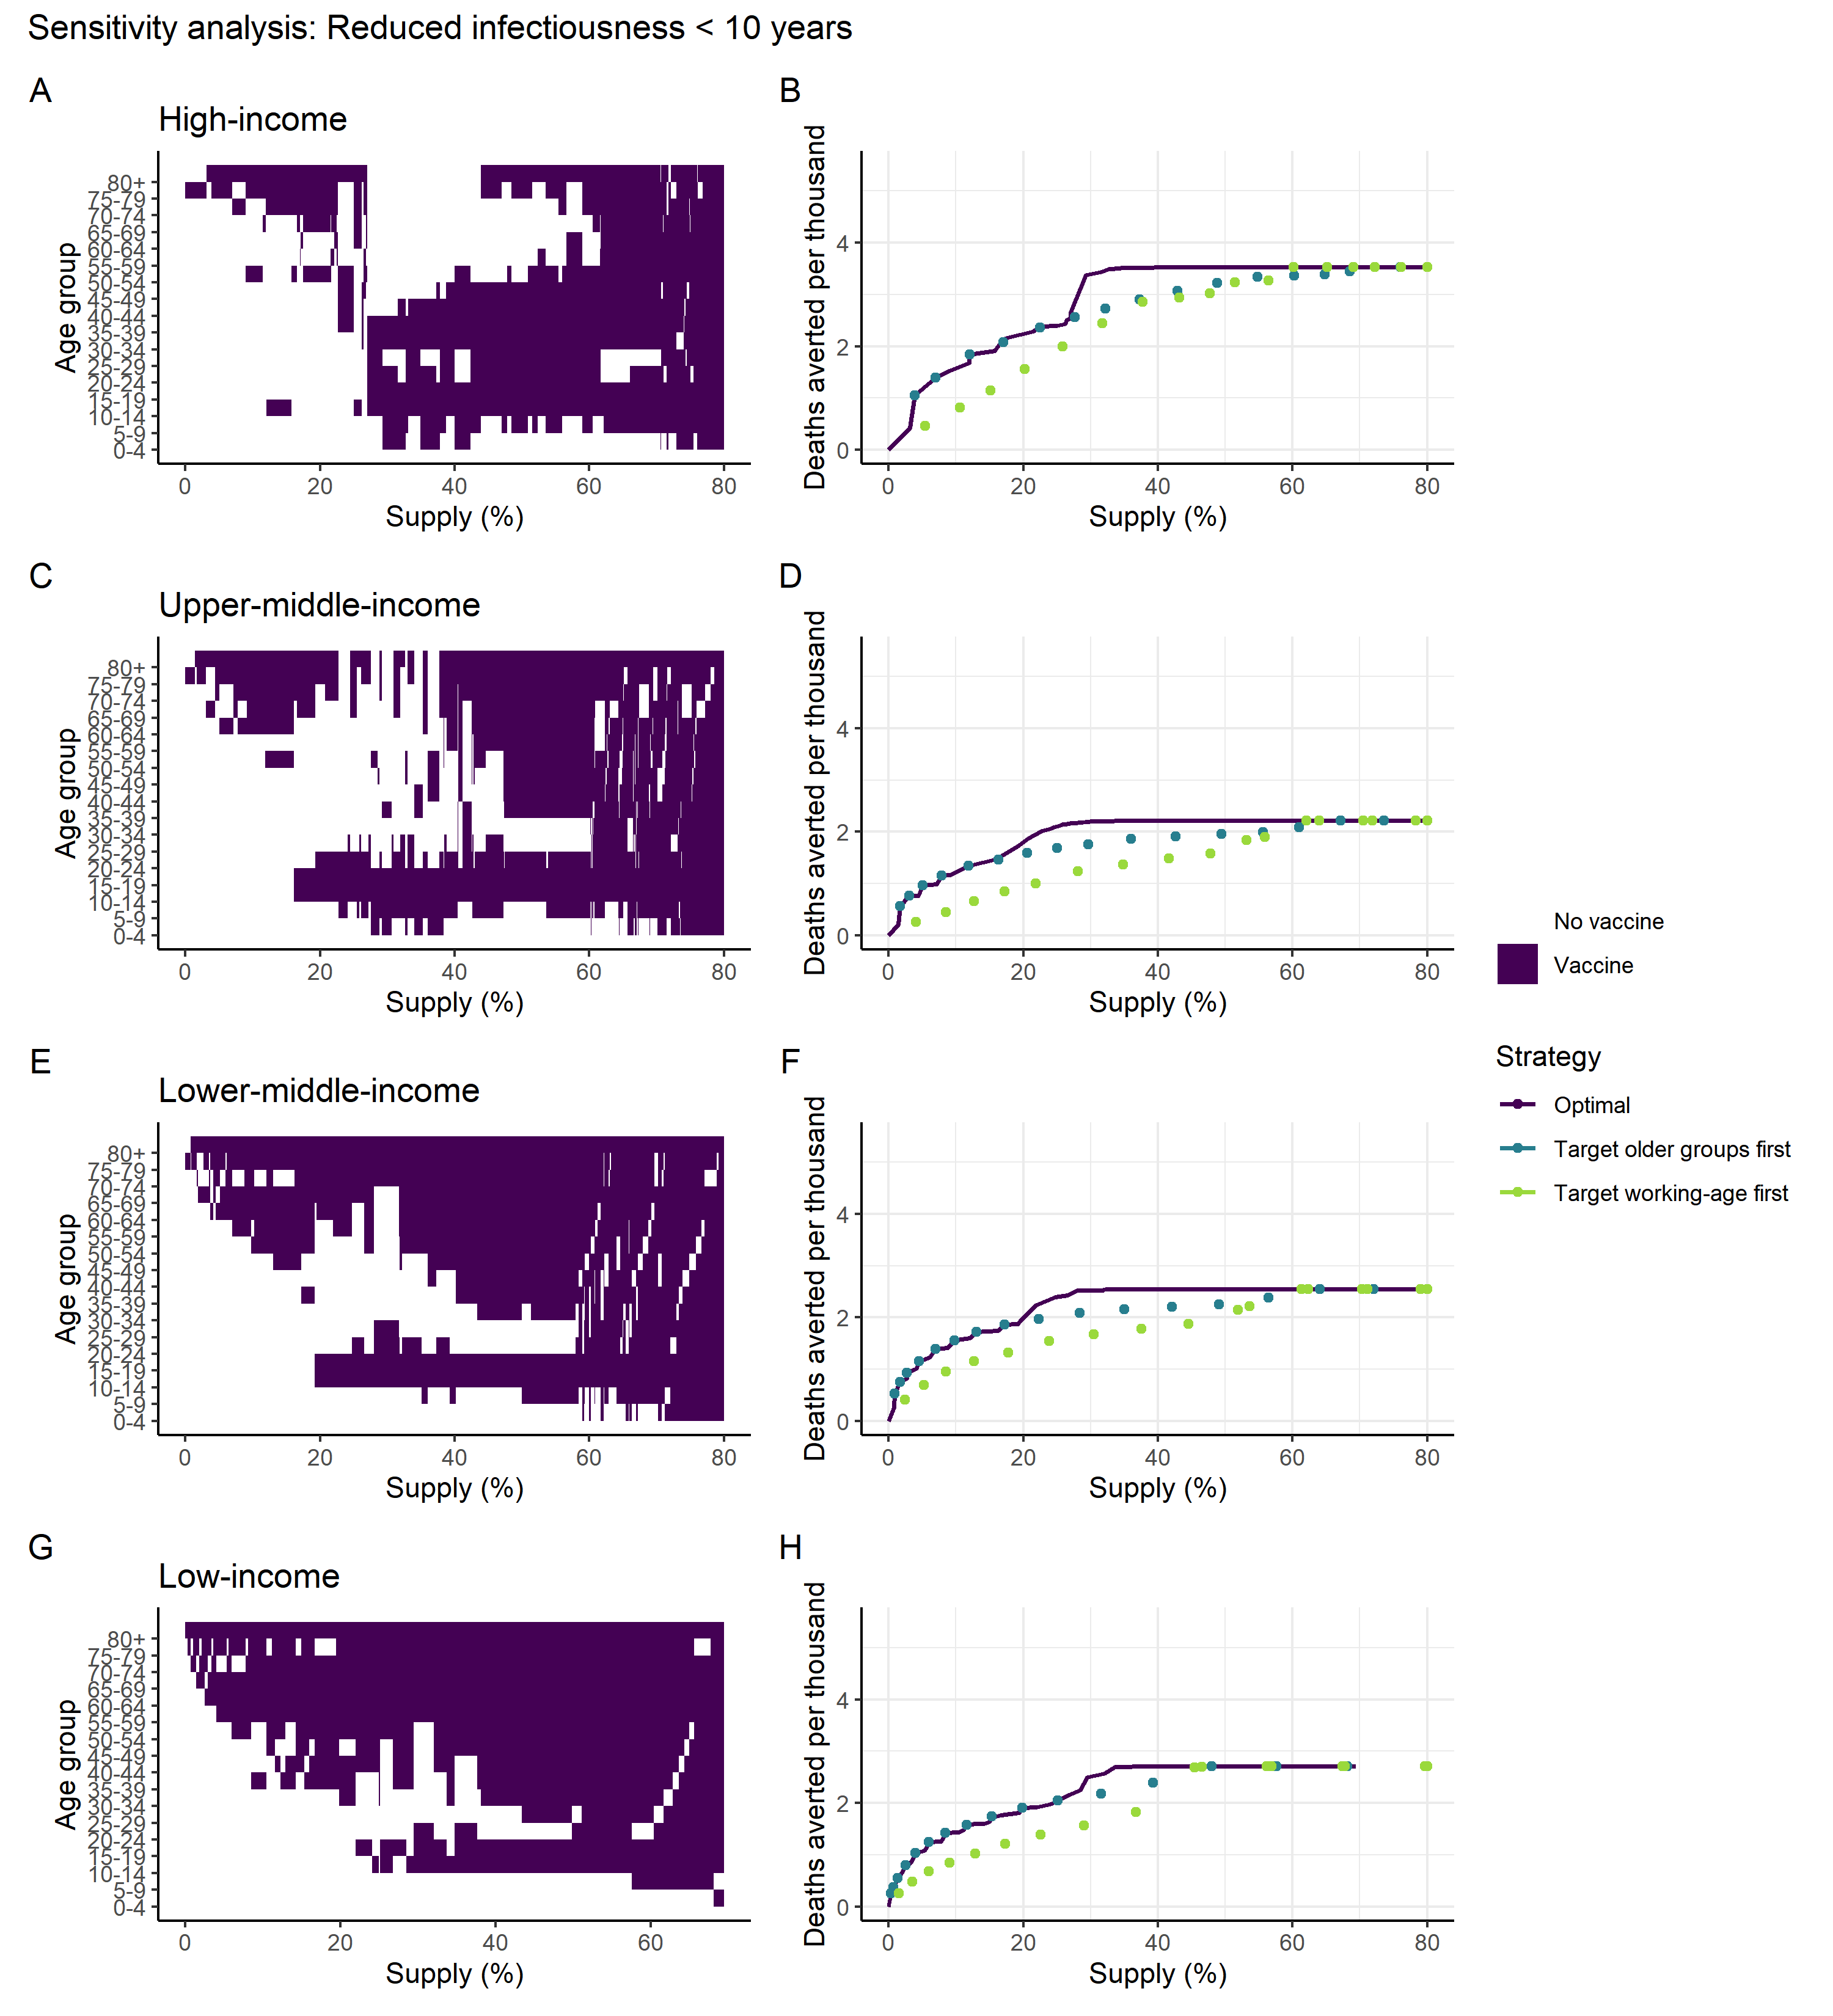 Sensitivity analysis: Reduced infectiousness < 10 years
A
High-income
Age group
80+
75-79
70-74
65-69
60-64
55-59
50-54
45-49
40-44
35-39
30-34
25-29
20-24
15-19
10-14
5-9
0-4
0 20 40 60 80
Supply (%)
B
Deaths averted per thousand
4
2
0
0 20 40 60 80
Supply (%)
C
Upper-middle-income
Age group
80+
75-79
70-74
65-69
60-64
55-59
50-54
45-49
40-44
35-39
30-34
25-29
20-24
15-19
10-14
5-9
0-4
0 20 40 60 80
Supply (%)
D
Deaths averted per thousand
4
2
0
0 20 40 60 80
Supply (%)
No vaccine
Vaccine
Strategy
Optimal
Target older groups first
Target working-age first
E
Lower-middle-income
Age group
80+
75-79
70-74
65-69
60-64
55-59
50-54
45-49
40-44
35-39
30-34
25-29
20-24
15-19
10-14
5-9
0-4
0 20 40 60 80
Supply (%)
F
Deaths averted per thousand
4
2
0
0 20 40 60 80
Supply (%)
G
Low-income
Age group
80+
75-79
70-74
65-69
60-64
55-59
50-54
45-49
40-44
35-39
30-34
25-29
20-24
15-19
10-14
5-9
0-4
0 20 40 60
Supply (%)
H
Deaths averted per thousand
4
2
0
0 20 40 60 80
Supply (%)